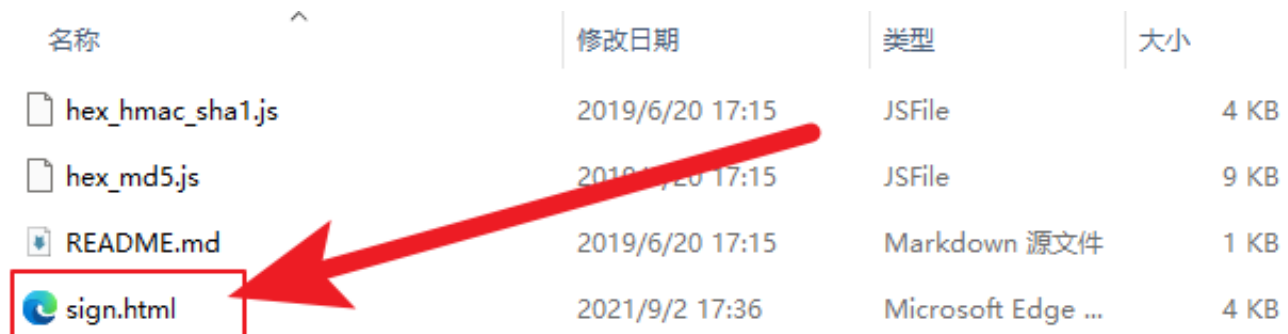 名称 修改日期 类型 大小
hex_hmac_sha1.js 2019/6/20 17:15 JSFile 4 KB
hex_md5.js 17:15 JSFile 9 KB
README.md 2019/6/20 17:15 Markdown 源文件 1 KB
sign.html 2021/9/2 17:36 Microsoft Edge ... 4 KB